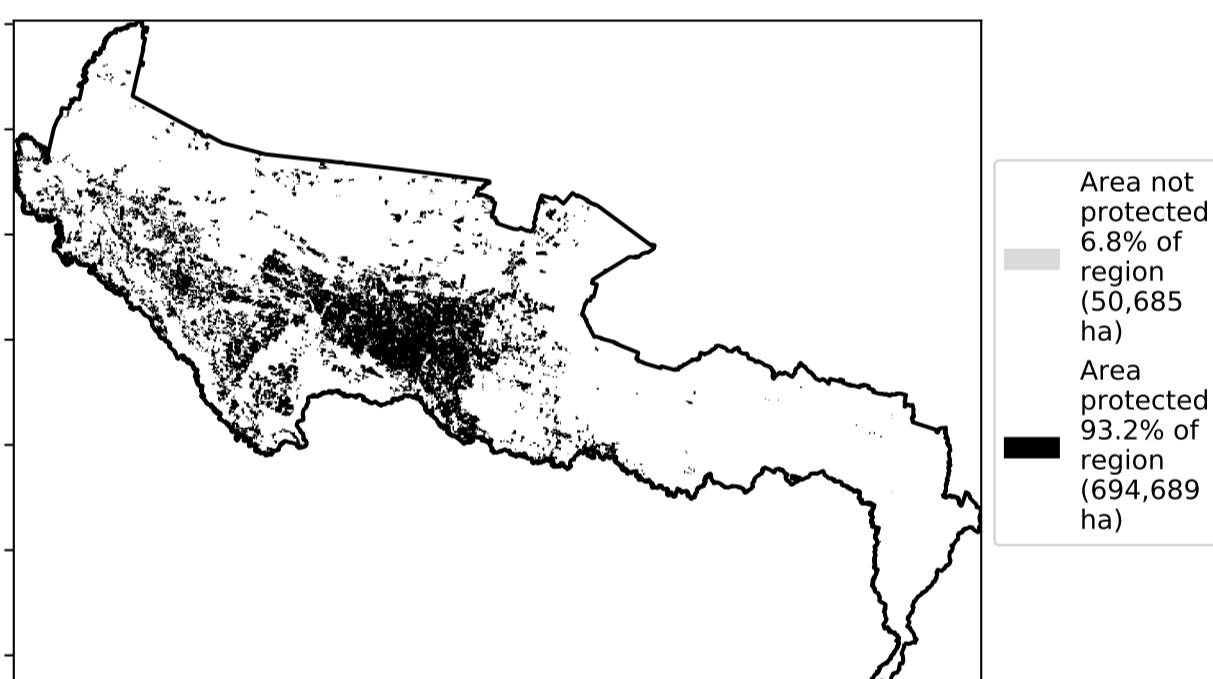 Area not
protected
6.8% of
region
(50,685
ha)
Area
protected
93.2% of
region
(694,689
ha)